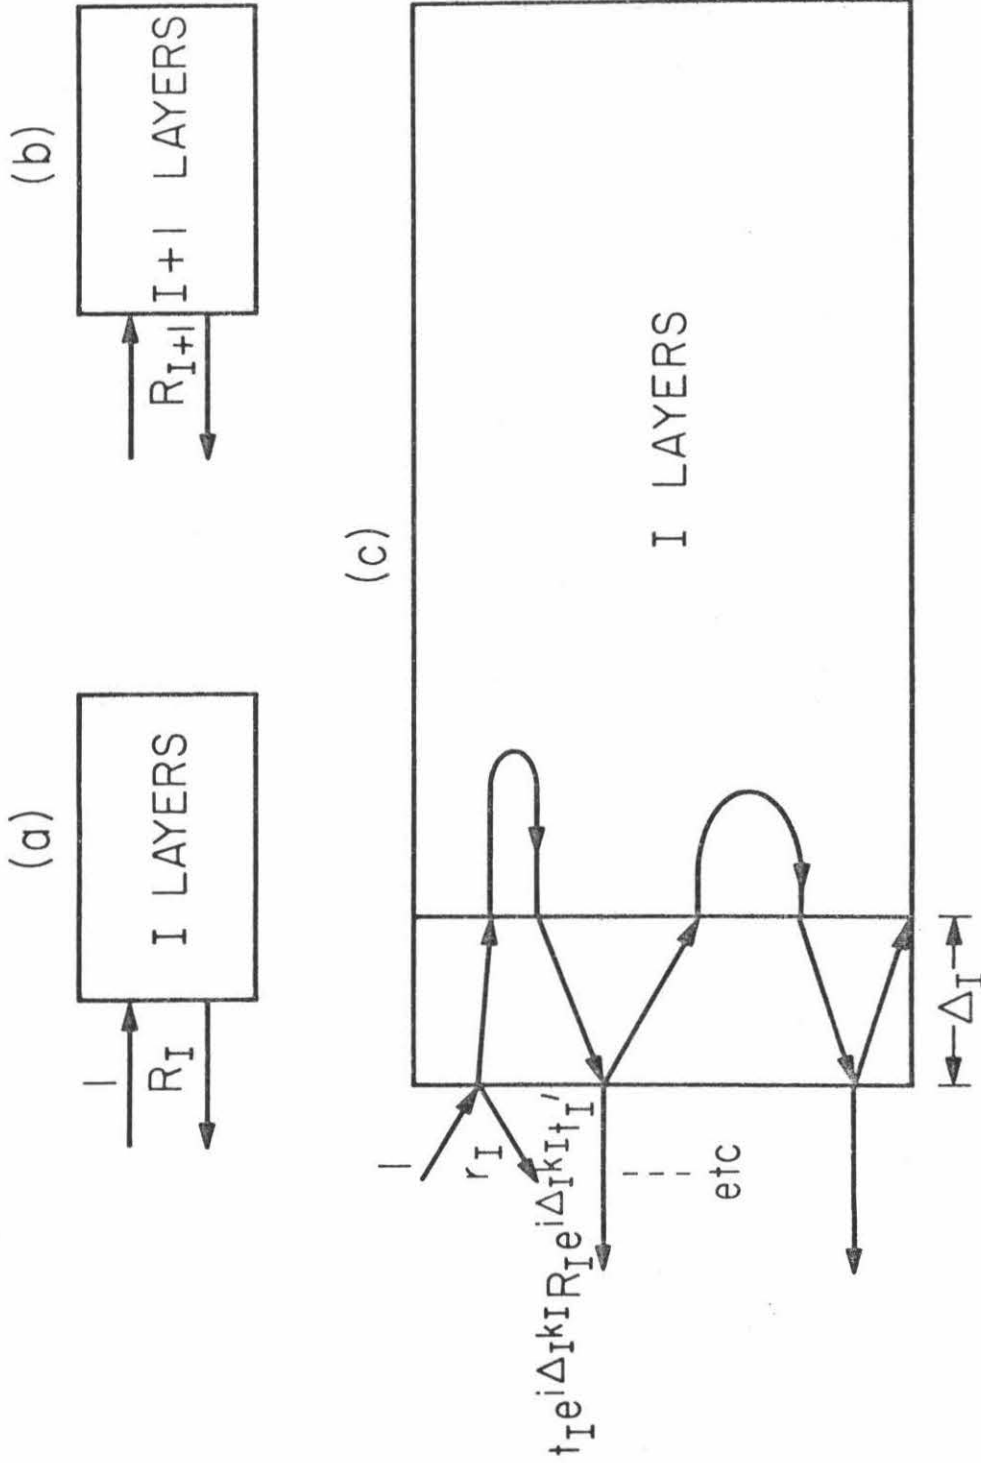 (a)
1
R_I
I LAYERS
(b)
R_{I+1}
I+1 LAYERS
(c)
1
r_I
t_I e^{iΔ_I k_I} R_I e^{iΔ_I k_I} t_I'
etc
I LAYERS
Δ_I